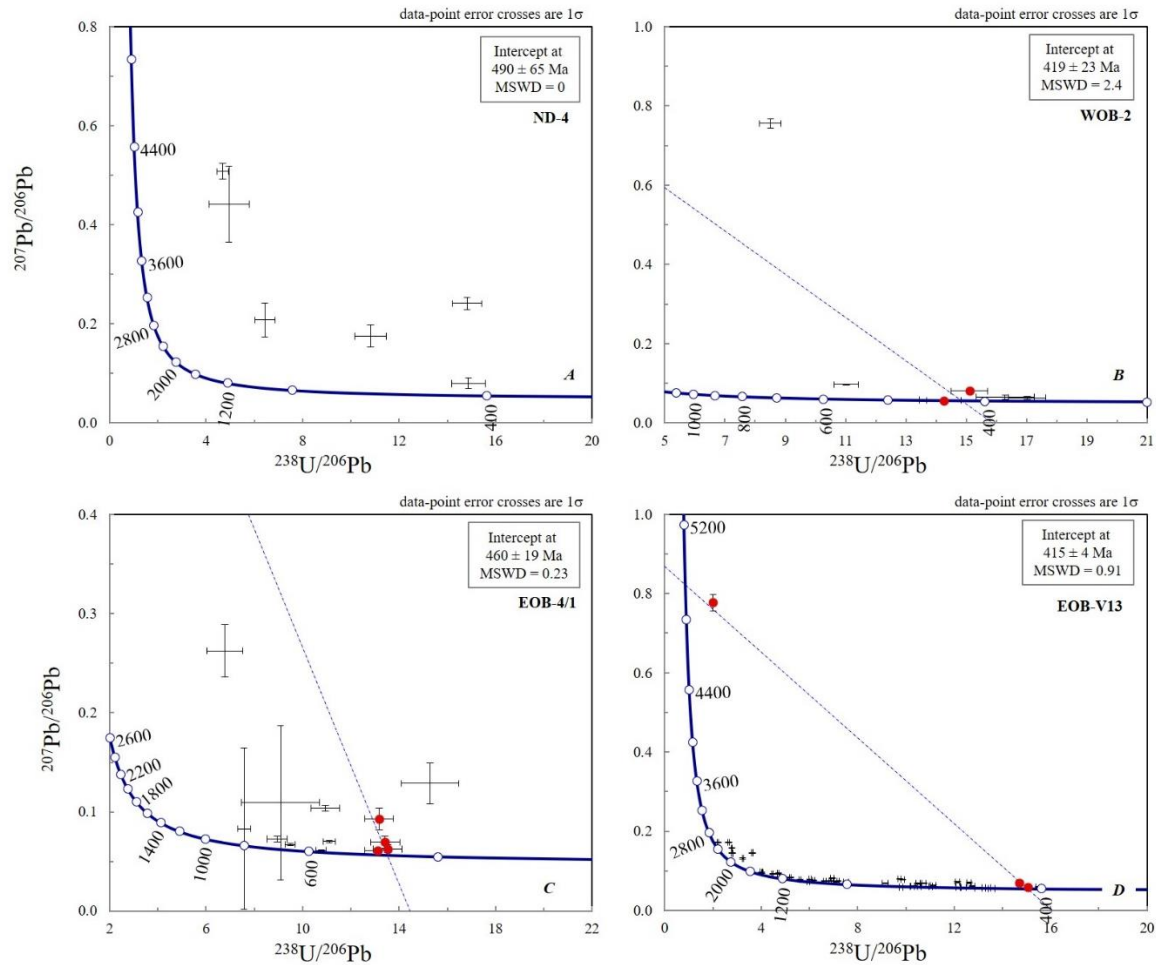 data-point error crosses are 1σ
Intercept at
490 ± 65 Ma
MSWD = 0
ND-4
0.8
0.6
0.4
0.2
0.0
4400
3600
2800
2000
1200
400
A
0
4
8
12
16
20
207Pb/206Pb
238U/206Pb
data-point error crosses are 1σ
Intercept at
419 ± 23 Ma
MSWD = 2.4
WOB-2
1.0
0.8
0.6
0.4
0.2
0.0
1000
800
600
400
B
5
7
9
11
13
15
17
19
21
238U/206Pb
data-point error crosses are 1σ
Intercept at
460 ± 19 Ma
MSWD = 0.23
EOB-4/1
0.4
0.3
0.2
0.1
0.0
2600
2200
1800
1400
1000
600
C
2
6
10
14
18
22
207Pb/206Pb
238U/206Pb
data-point error crosses are 1σ
Intercept at
415 ± 4 Ma
MSWD = 0.91
EOB-V13
1.0
0.8
0.6
0.4
0.2
0.0
5200
4400
3600
2800
2000
1200
400
D
0
4
8
12
16
20
238U/206Pb